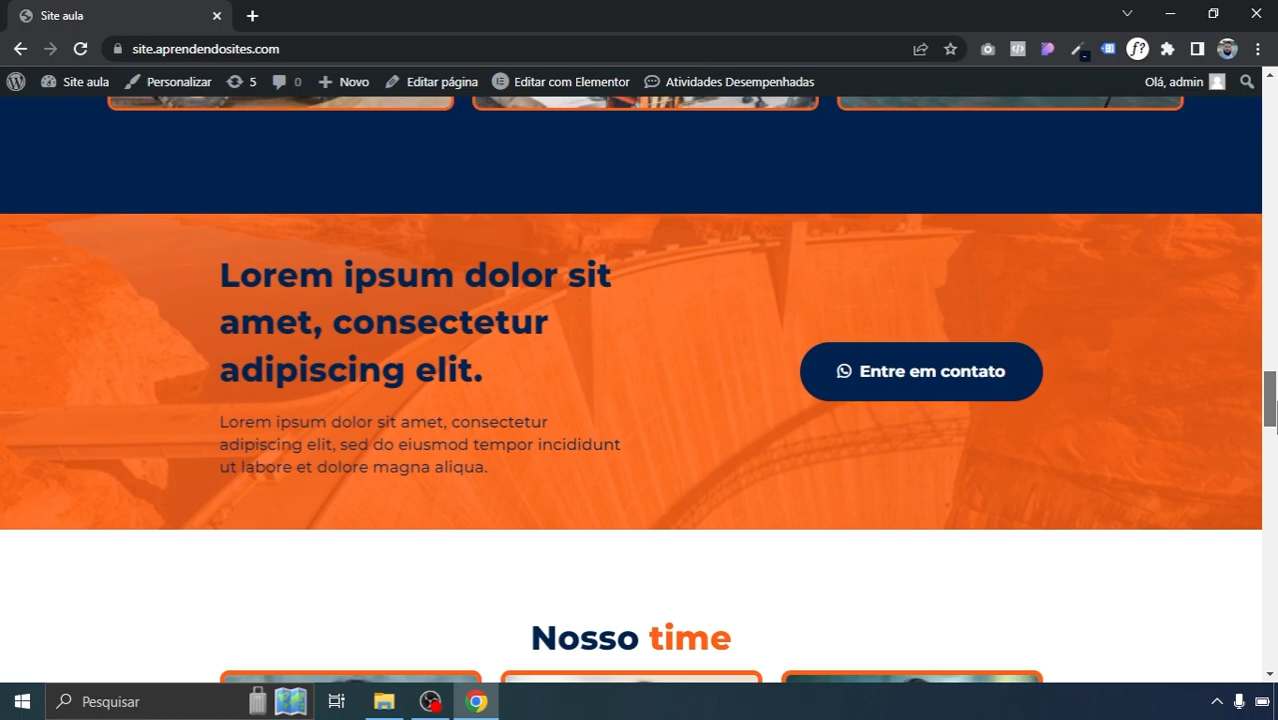 Site aula
site.aprendendosites.com
Site aula Personalizar 5 0 Novo Editar página Editar com Elementor Atividades Desempenhadas Olá, admin
Lorem ipsum dolor sit
amet, consectetur
adipiscing elit.
Lorem ipsum dolor sit amet, consectetur
adipiscing elit, sed do eiusmod tempor incididunt
ut labore et dolore magna aliqua.
Entre em contato
Nosso time
Pesquisar